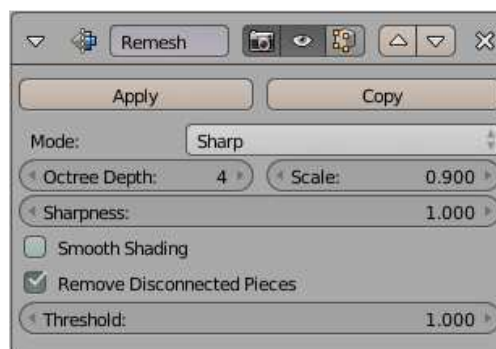 Remesh
Apply Copy
Mode: Sharp
Octree Depth: 4 Scale: 0.900
Sharpness: 1.000
Smooth Shading
Remove Disconnected Pieces
Threshold: 1.000